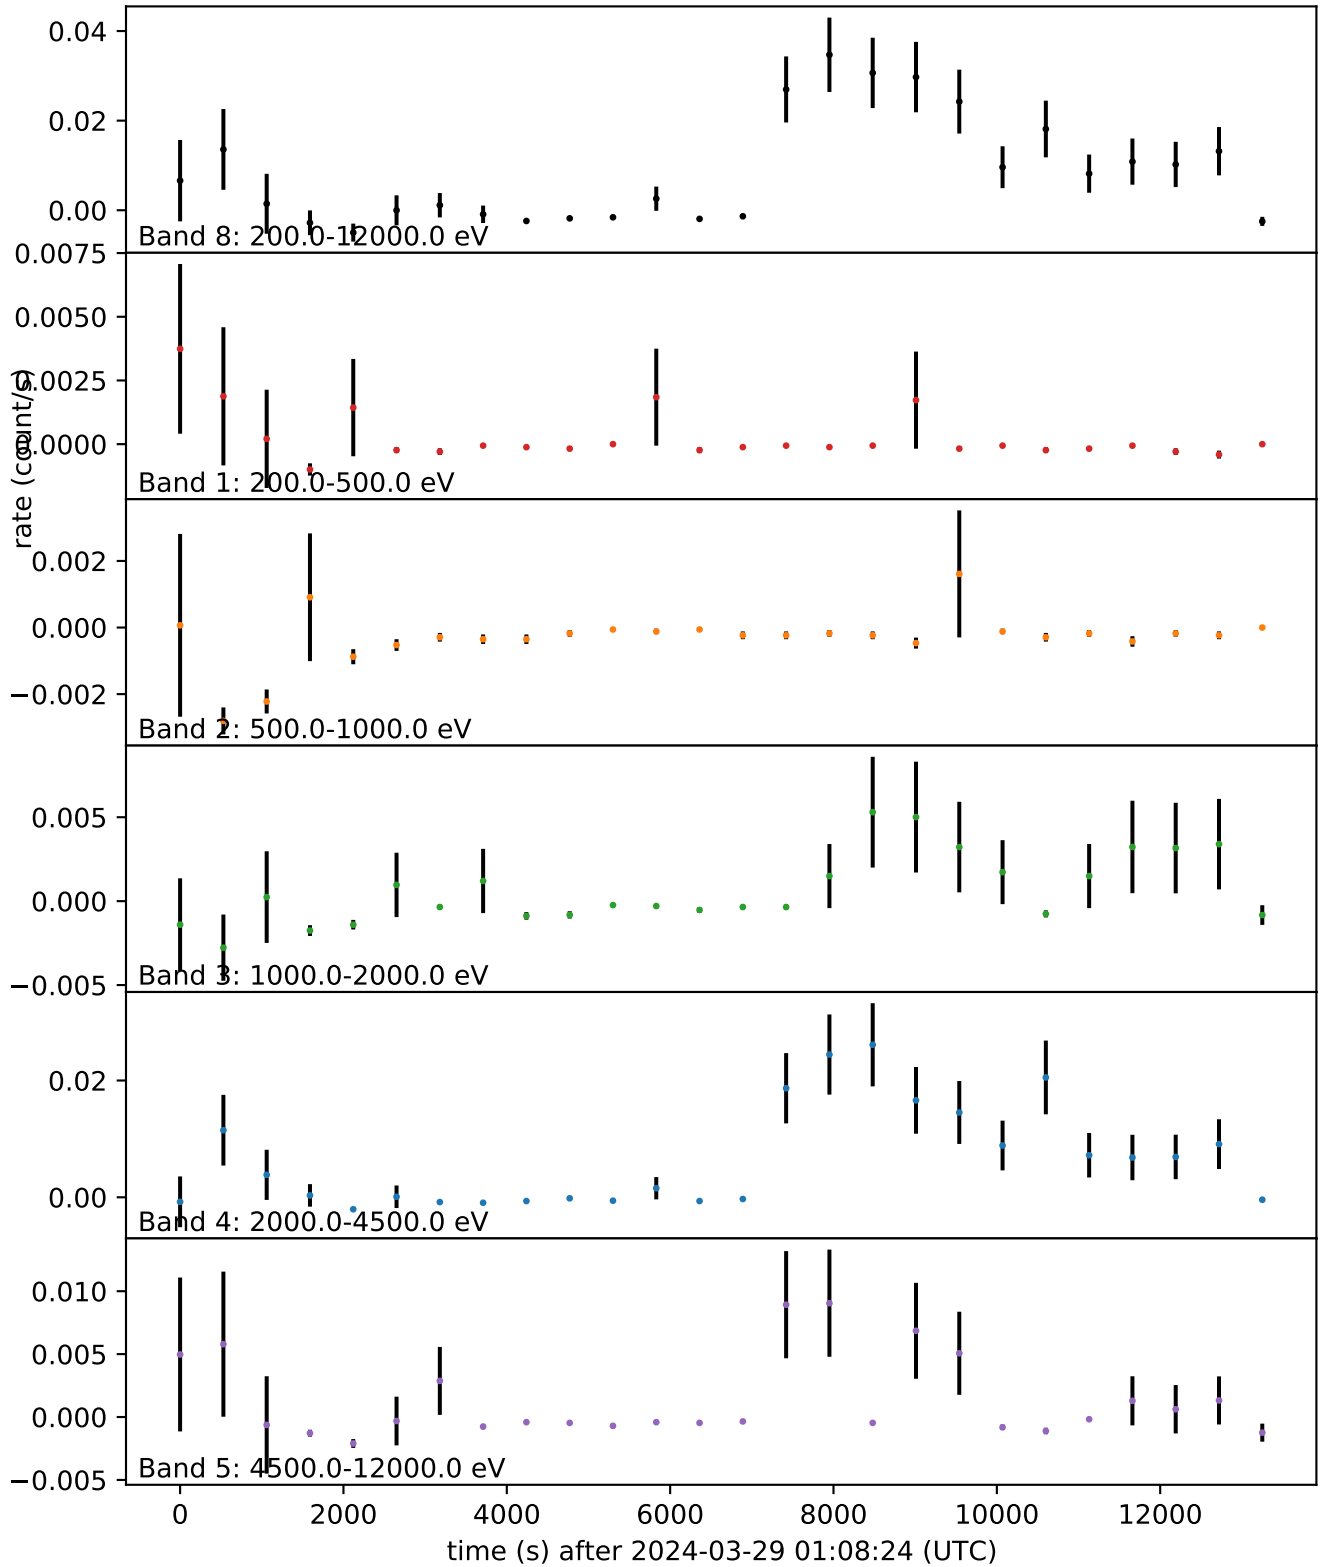 0.04
0.02
0.00
Band 8: 200.0-12000.0 eV
0.0075
0.0050
0.0025
0.0000
Band 1: 200.0-500.0 eV
rate (count/s)
0.002
0.000
−0.002
Band 2: 500.0-1000.0 eV
0.005
0.000
−0.005
Band 3: 1000.0-2000.0 eV
0.02
0.00
Band 4: 2000.0-4500.0 eV
0.010
0.005
0.000
−0.005
Band 5: 4500.0-12000.0 eV
0 2000 4000 6000 8000 10000 12000
time (s) after 2024-03-29 01:08:24 (UTC)